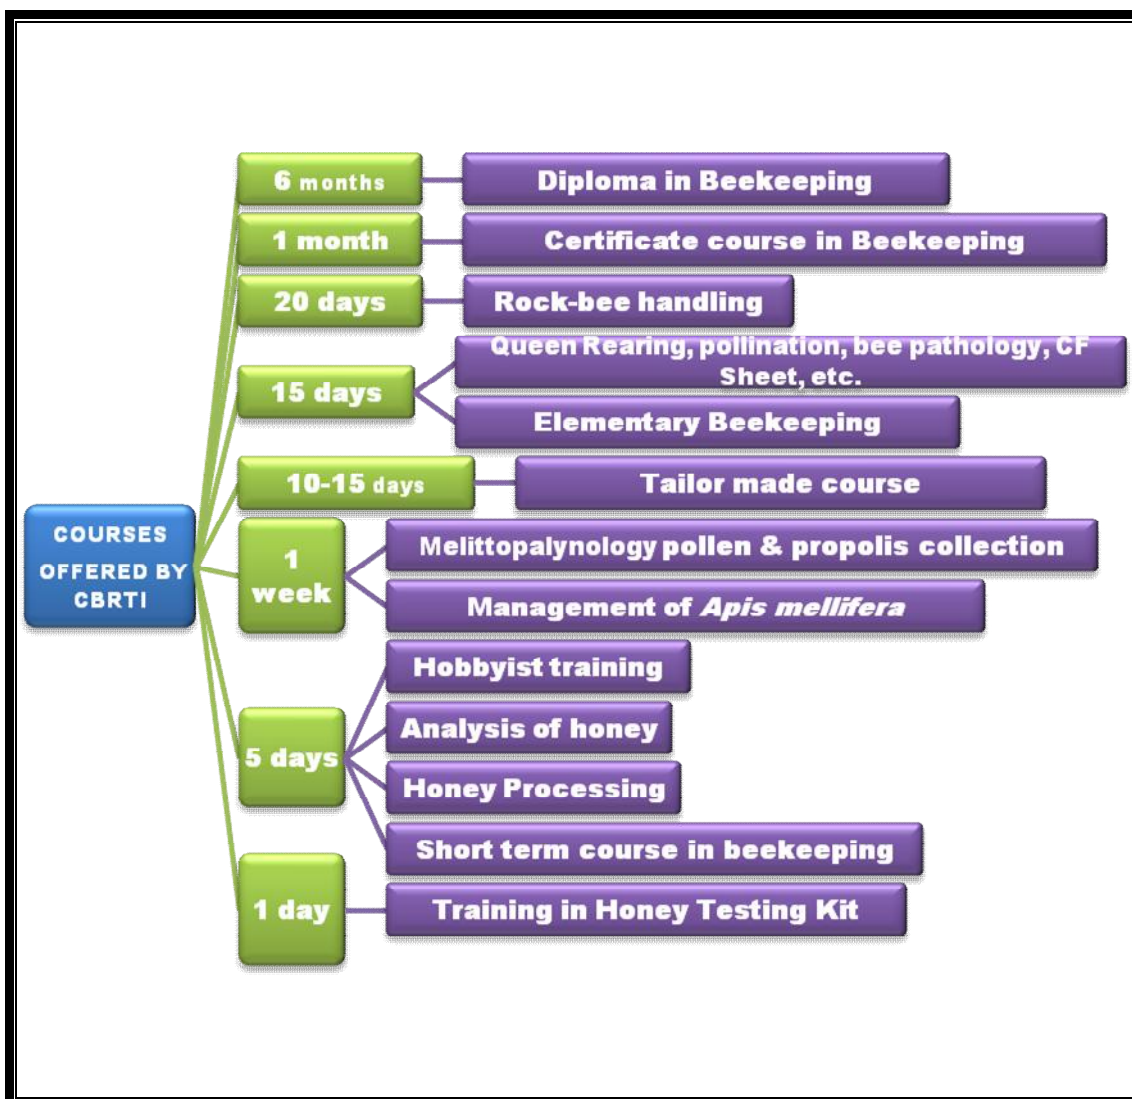 6 months
Diploma in Beekeeping
1 month
Certificate course in Beekeeping
20 days
Rock-bee handling
15 days
Queen Rearing, pollination, bee pathology, CF
Sheet, etc.
Elementary Beekeeping
10-15 days
Tailor made course
COURSES
OFFERED BY
CBRTI
1
week
Melittopalynology pollen & propolis collection
Management of Apis mellifera
5 days
Hobbyist training
Analysis of honey
Honey Processing
Short term course in beekeeping
1 day
Training in Honey Testing Kit